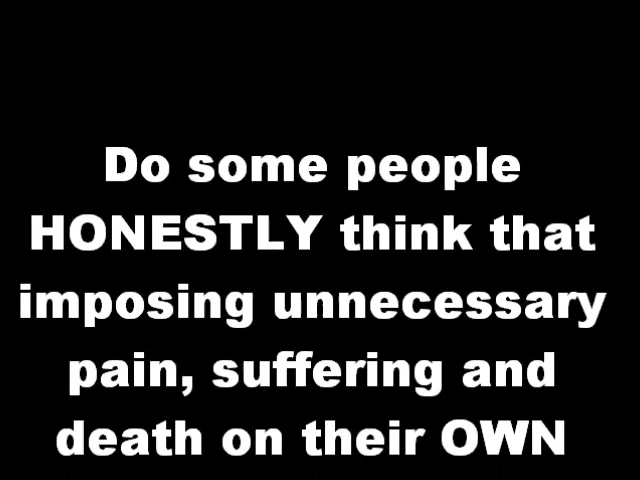 Do some people
HONESTLY think that
imposing unnecessary
pain, suffering and
death on their OWN